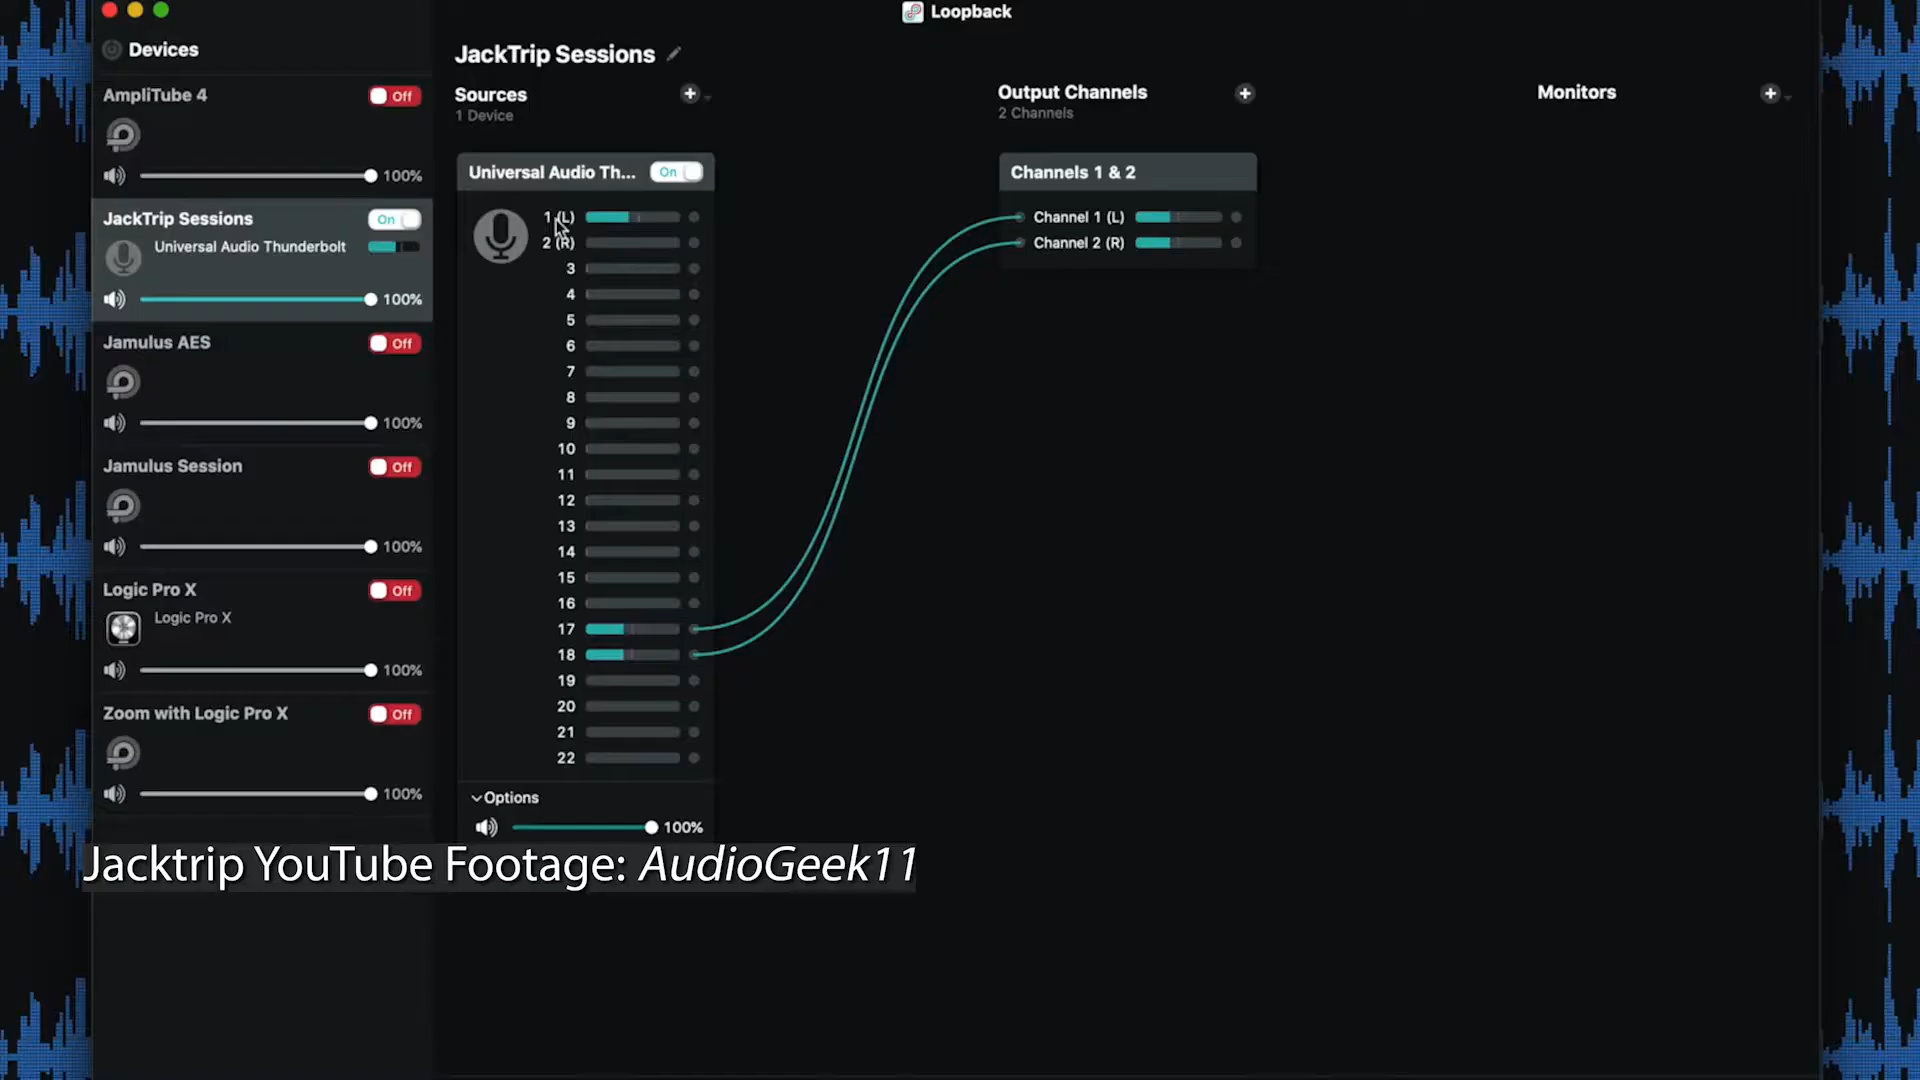 Loopback
Devices
AmpliTube 4
Off
100%
JackTrip Sessions
On
Universal Audio Thunderbolt
100%
Jamulus AES
Off
100%
Jamulus Session
Off
100%
Logic Pro X
Off
Logic Pro X
100%
Zoom with Logic Pro X
Off
100%
JackTrip Sessions
Sources
1 Device
Universal Audio Th...
On
1 (L)
2 (R)
3
4
5
6
7
8
9
10
11
12
13
14
15
16
17
18
19
20
21
22
Options
100%
Output Channels
2 Channels
Channels 1 & 2
Channel 1 (L)
Channel 2 (R)
Monitors
Jacktrip YouTube Footage: AudioGeek11